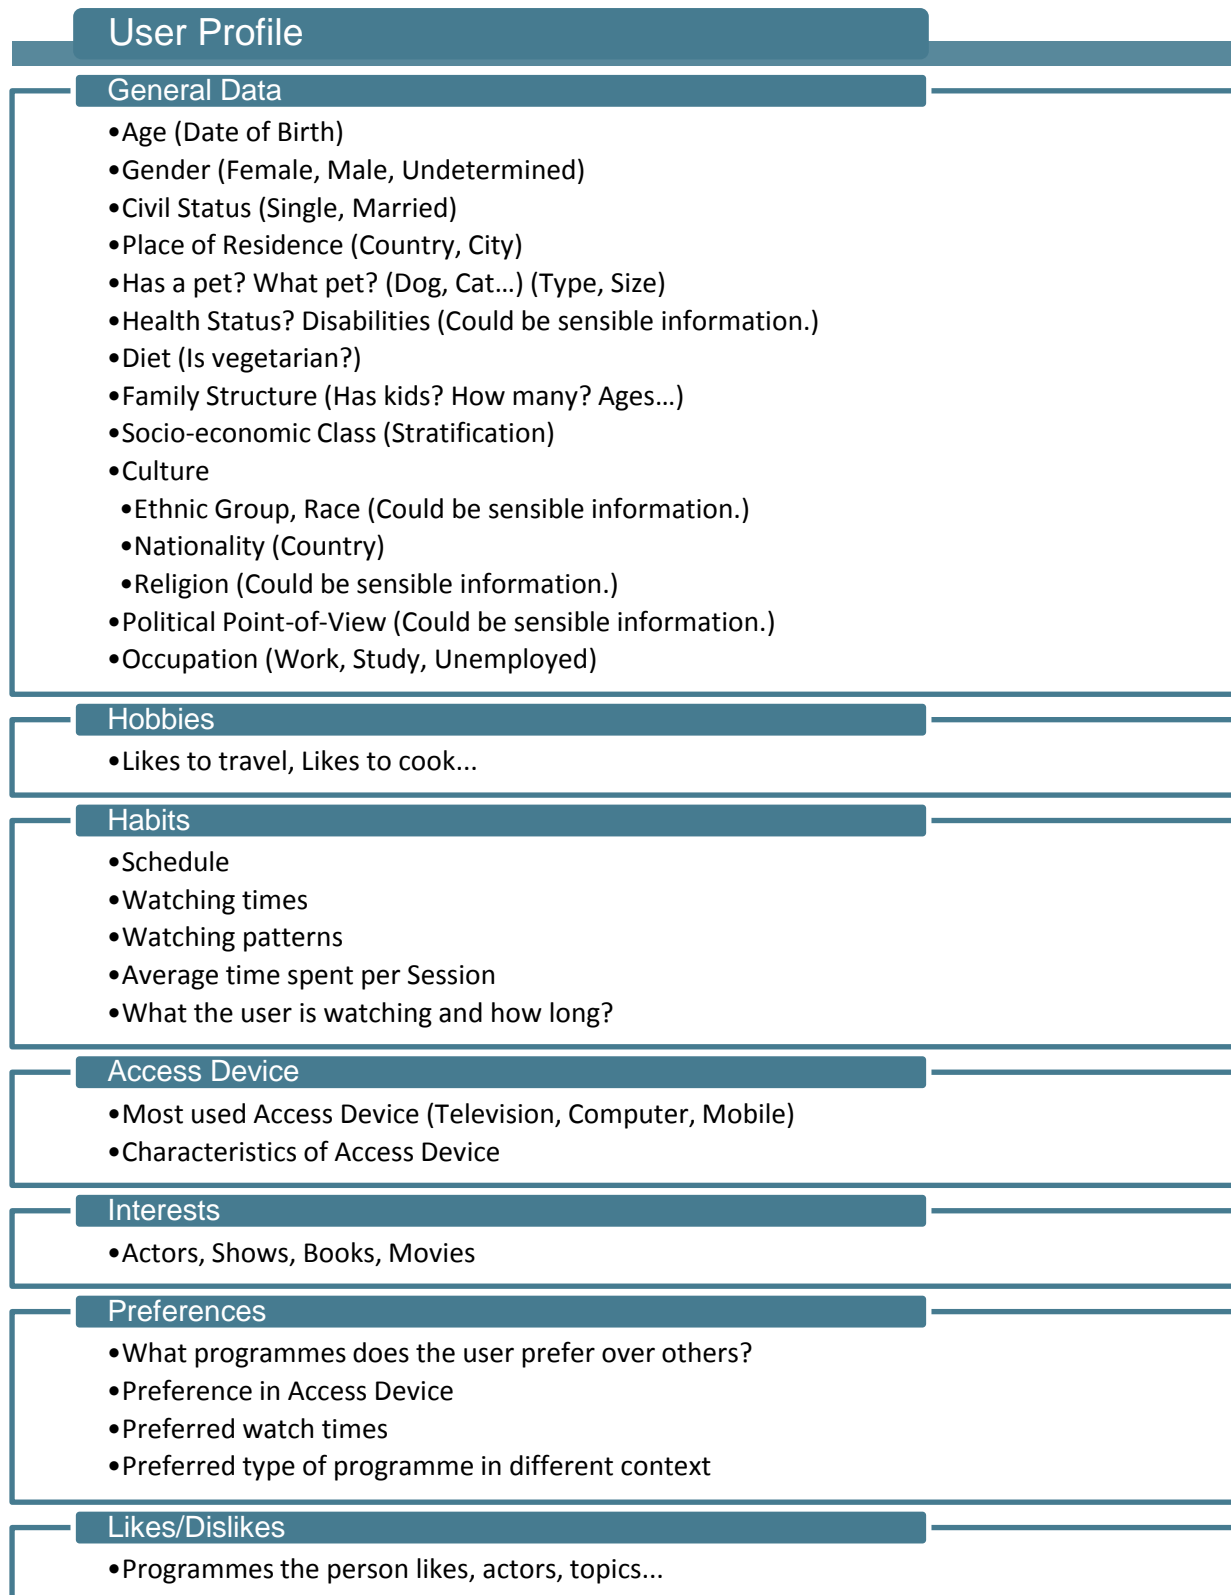 User Profile
General Data
•Age (Date of Birth)
•Gender (Female, Male, Undetermined)
•Civil Status (Single, Married)
•Place of Residence (Country, City)
•Has a pet? What pet? (Dog, Cat…) (Type, Size)
•Health Status? Disabilities (Could be sensible information.)
•Diet (Is vegetarian?)
•Family Structure (Has kids? How many? Ages…)
•Socio-economic Class (Stratification)
•Culture
•Ethnic Group, Race (Could be sensible information.)
•Nationality (Country)
•Religion (Could be sensible information.)
•Political Point-of-View (Could be sensible information.)
•Occupation (Work, Study, Unemployed)
Hobbies
•Likes to travel, Likes to cook...
Habits
•Schedule
•Watching times
•Watching patterns
•Average time spent per Session
•What the user is watching and how long?
Access Device
•Most used Access Device (Television, Computer, Mobile)
•Characteristics of Access Device
Interests
•Actors, Shows, Books, Movies
Preferences
•What programmes does the user prefer over others?
•Preference in Access Device
•Preferred watch times
•Preferred type of programme in different context
Likes/Dislikes
•Programmes the person likes, actors, topics...